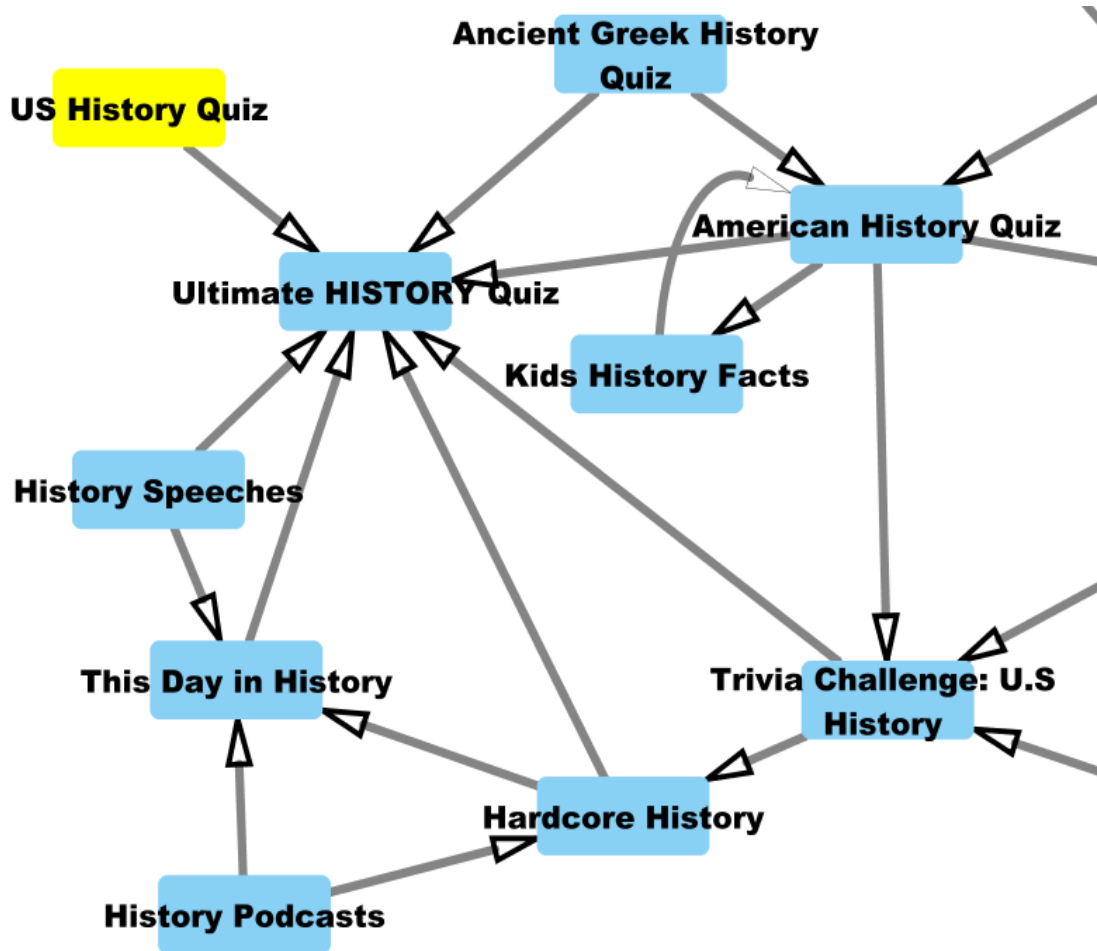 Ancient Greek History
Quiz
US History Quiz
American History Quiz
Ultimate HISTORY Quiz
Kids History Facts
History Speeches
This Day in History
Trivia Challenge: U.S
History
Hardcore History
History Podcasts